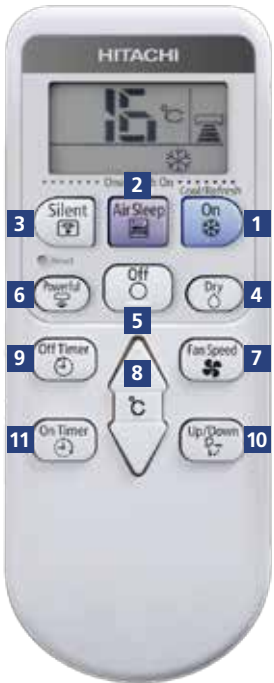 HITACHI
16 °C
2
Cool/Refresh
3 Silent
Air Sleep
On 1
Reset
6 Powerful
Off
Dry 4
5
9 Off Timer
8
Fan Speed 7
°C
11 On Timer
Up/Down 10